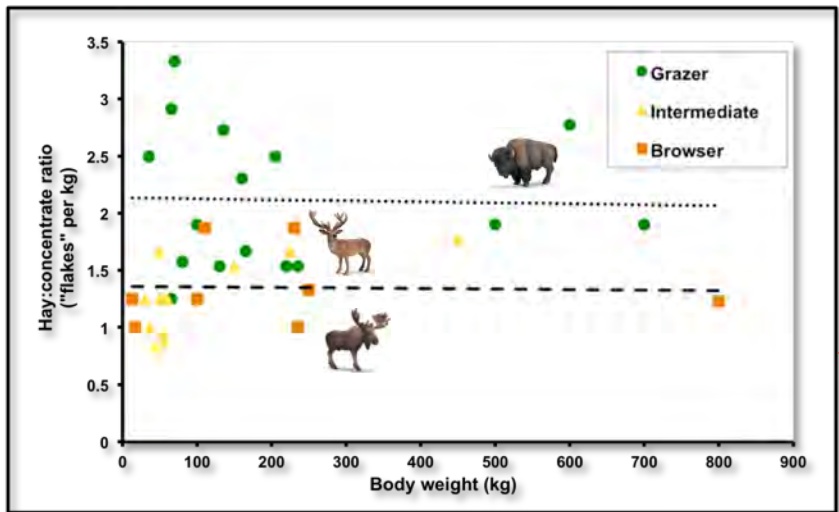 3.5
3
2.5
2
1.5
1
0.5
0
Hay:concentrate ratio
("flakes" per kg)
Grazer
Intermediate
Browser
0 100 200 300 400 500 600 700 800 900
Body weight (kg)